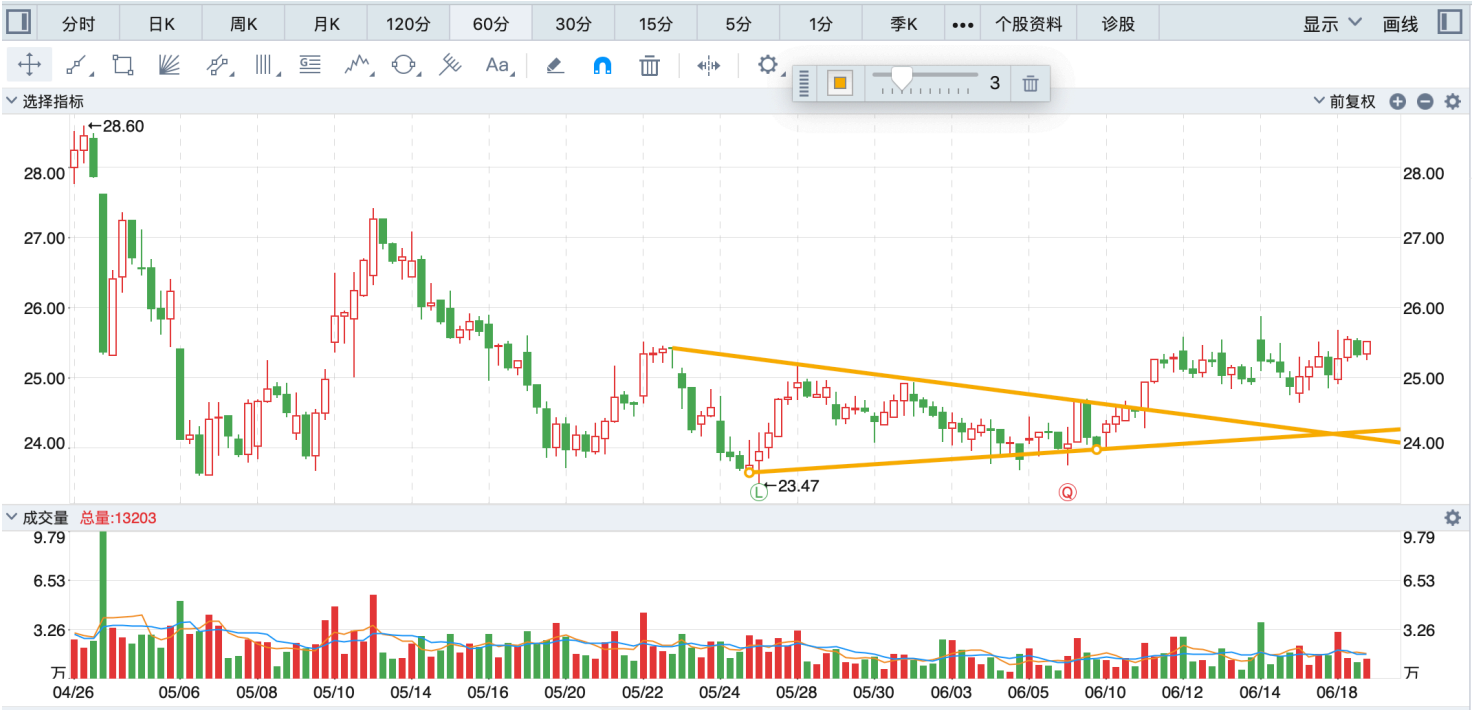 分时 日K 周K 月K 120分 60分 30分 15分 5分 1分 季K ••• 个股资料 诊股 显示 画线
G Aa 3
选择指标 前复权
28.60
28.00 28.00
27.00 27.00
26.00 26.00
25.00 25.00
24.00 24.00
L 23.47 Q
成交量 总量:13203
9.79 9.79
6.53 6.53
3.26 3.26
万 万
04/26 05/06 05/08 05/10 05/14 05/16 05/20 05/22 05/24 05/28 05/30 06/03 06/05 06/10 06/12 06/14 06/18